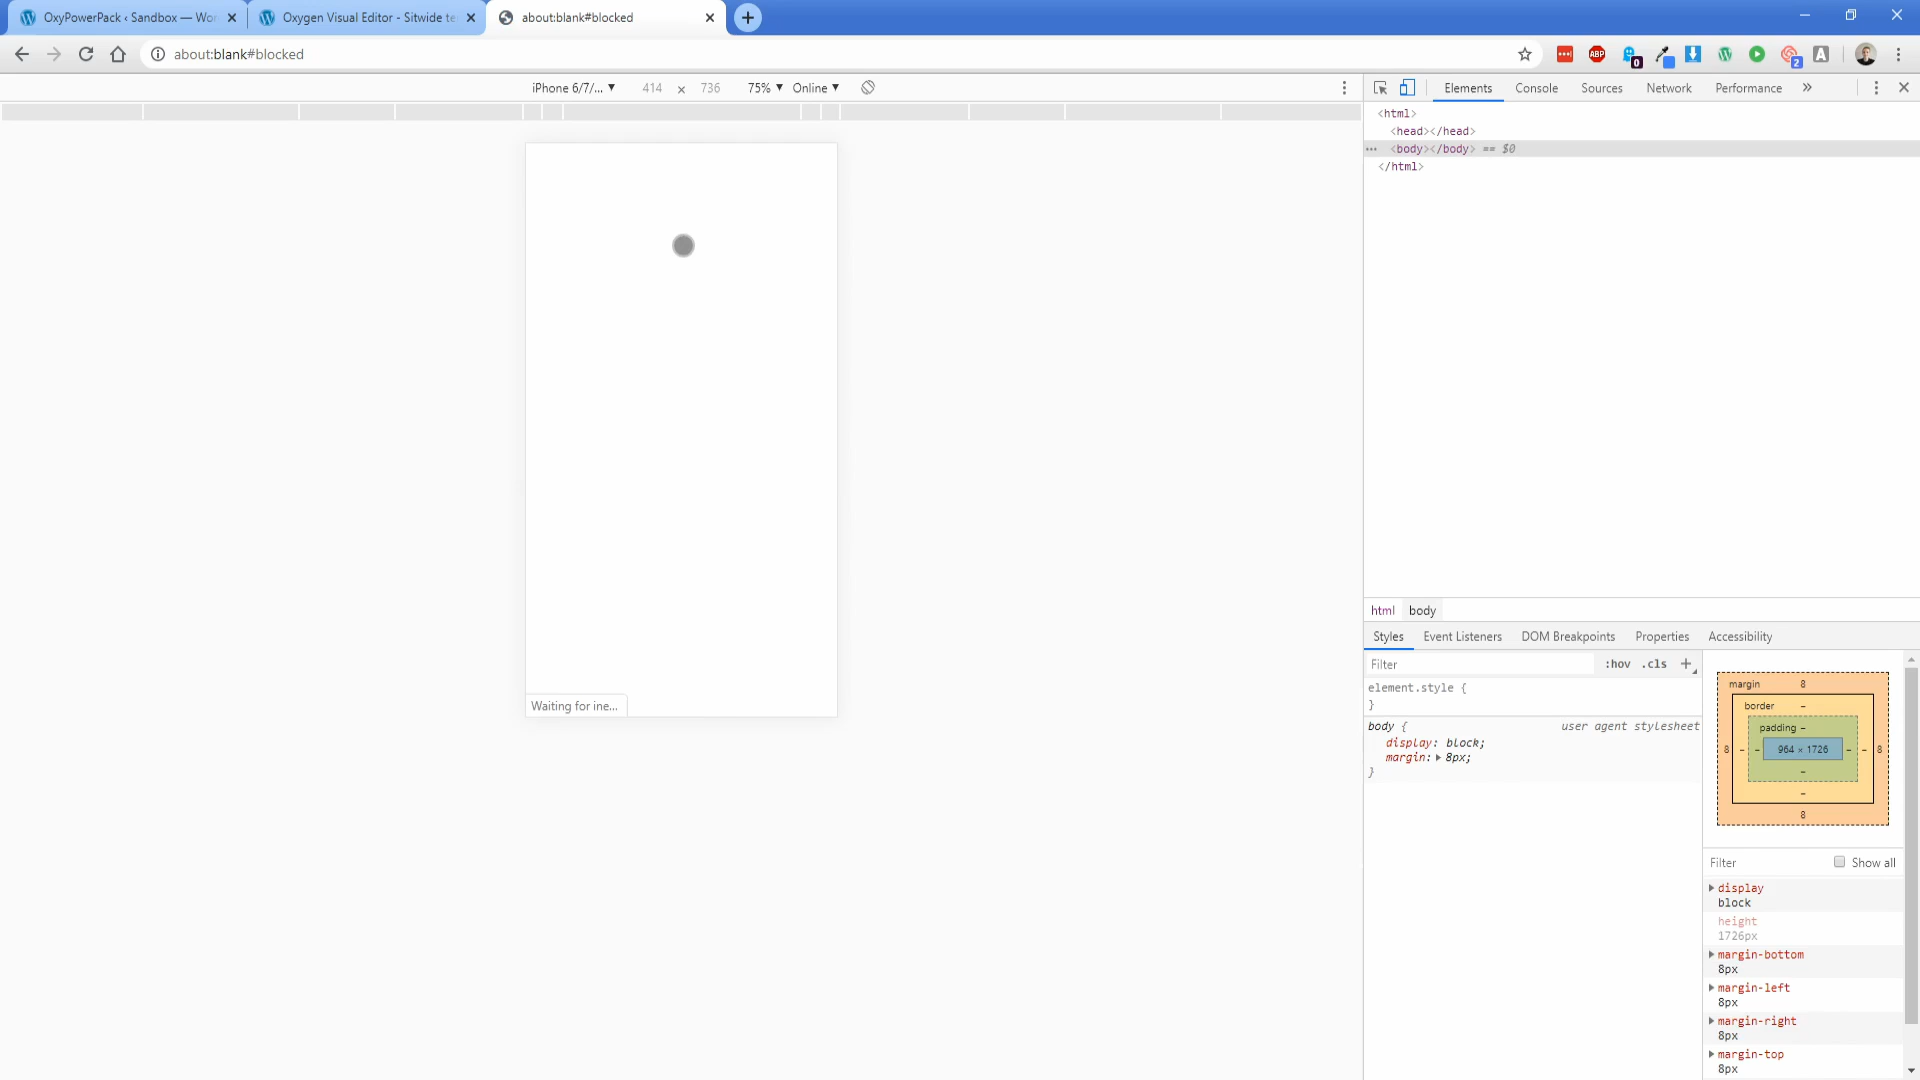 OxyPowerPack ‹ Sandbox — Wor
Oxygen Visual Editor - Sitwide te
about:blank#blocked
about:blank#blocked
ABP
0
2
A
iPhone 6/7/... ▼
414 × 736
75% ▼
Online ▼
Elements
Console
Sources
Network
Performance
»
<html>
<head></head>
<body></body> == $0
</html>
Waiting for ine...
html body
Styles
Event Listeners
DOM Breakpoints
Properties
Accessibility
Filter
:hov .cls +
element.style {
}
body {
user agent stylesheet
display: block;
margin: ▸ 8px;
}
margin 8
border –
padding –
8 – – 964 × 1726 – – 8
–
–
8
Filter
Show all
display
block
height
1726px
margin-bottom
8px
margin-left
8px
margin-right
8px
margin-top
8px